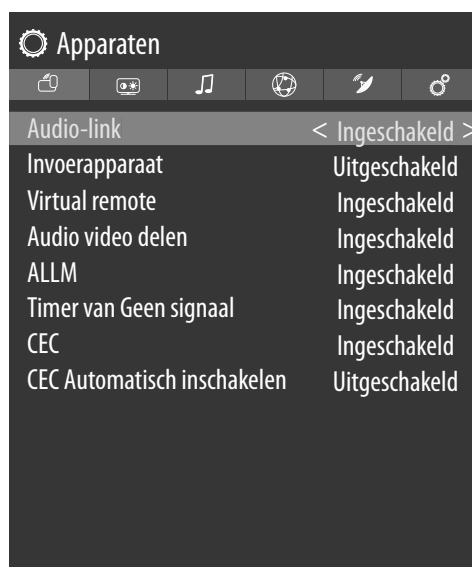 Apparaten
Audio-link < Ingeschakeld >
Invoerapparaat Uitgeschakeld
Virtual remote Ingeschakeld
Audio video delen Ingeschakeld
ALLM Ingeschakeld
Timer van Geen signaal Ingeschakeld
CEC Ingeschakeld
CEC Automatisch inschakelen Uitgeschakeld